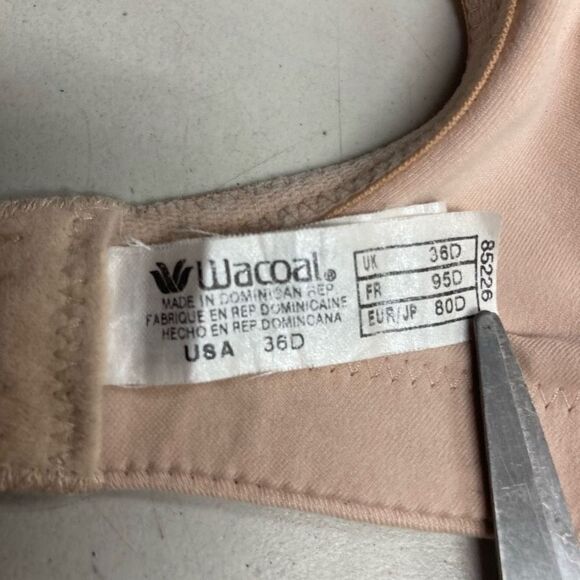 Wacoal®
MADE IN DOMINICAN REP
FABRIQUE EN REP DOMINICAINE
HECHO EN REP.DOMINCANA
USA 36D
UK 36D
FR 95D
EUR/JP 80D
85226